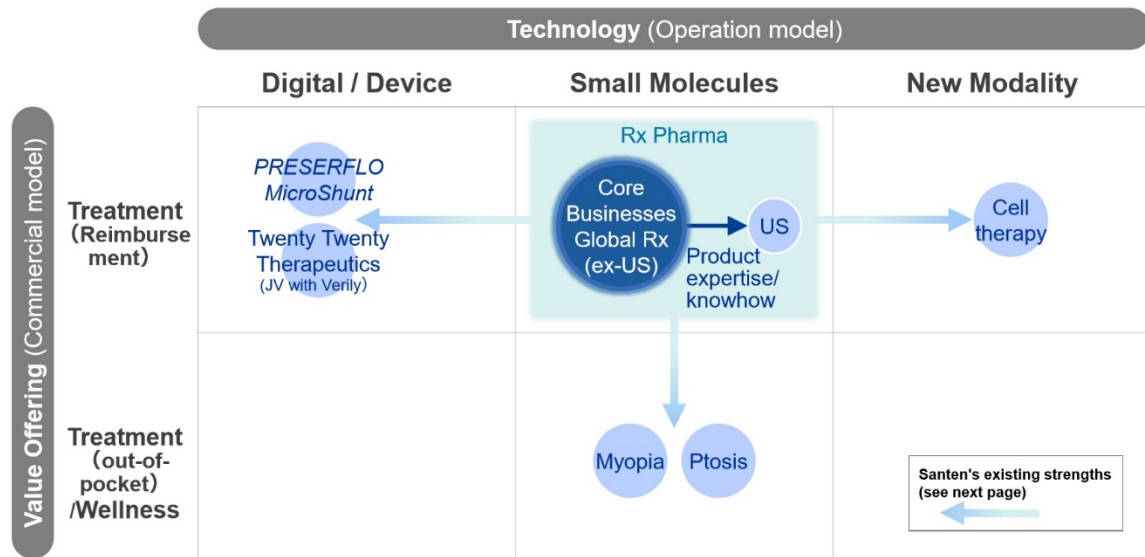 Technology (Operation model)
Digital / Device
Small Molecules
New Modality
Value Offering (Commercial model)
Treatment
(Reimburse
ment)
PRESERFLO
MicroShunt
Twenty Twenty
Therapeutics
(JV with Verily)
Rx Pharma
Core
Businesses
Global Rx
(ex-US)
US
Product
expertise/
knowhow
Cell
therapy
Treatment
(out-of-
pocket)
/Wellness
Myopia
Ptosis
Santen's existing strengths
(see next page)